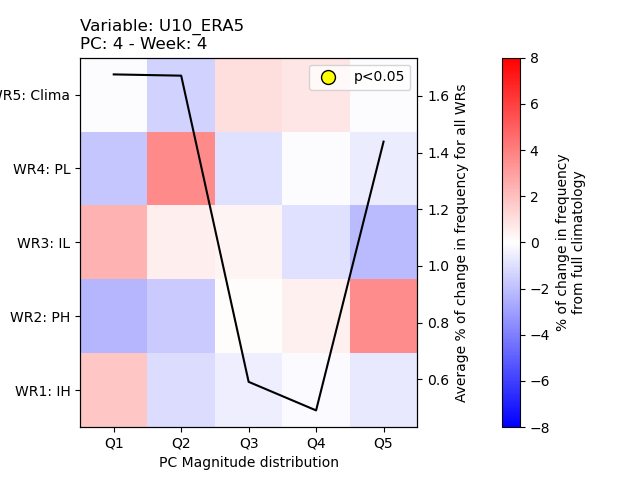 Variable: U10_ERA5
PC: 4 - Week: 4
p<0.05
WR5: Clima
WR4: PL
WR3: IL
WR2: PH
WR1: IH
Q1 Q2 Q3 Q4 Q5
PC Magnitude distribution
1.6
1.4
1.2
1.0
0.8
0.6
Average % of change in frequency for all WRs
8
6
4
2
0
−2
−4
−6
−8
% of change in frequency
from full climatology